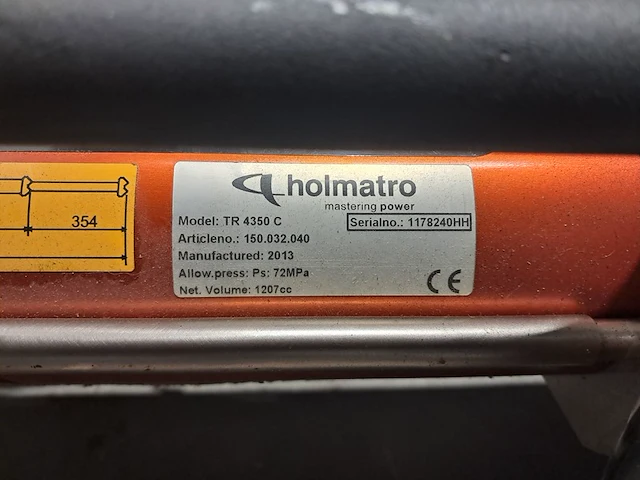 holmatro
mastering power
Model: TR 4350 C
Serialno.: 1178240HH
Articleno.: 150.032.040
Manufactured: 2013
Allow.press: Ps: 72MPa
Net. Volume: 1207cc
CE
354